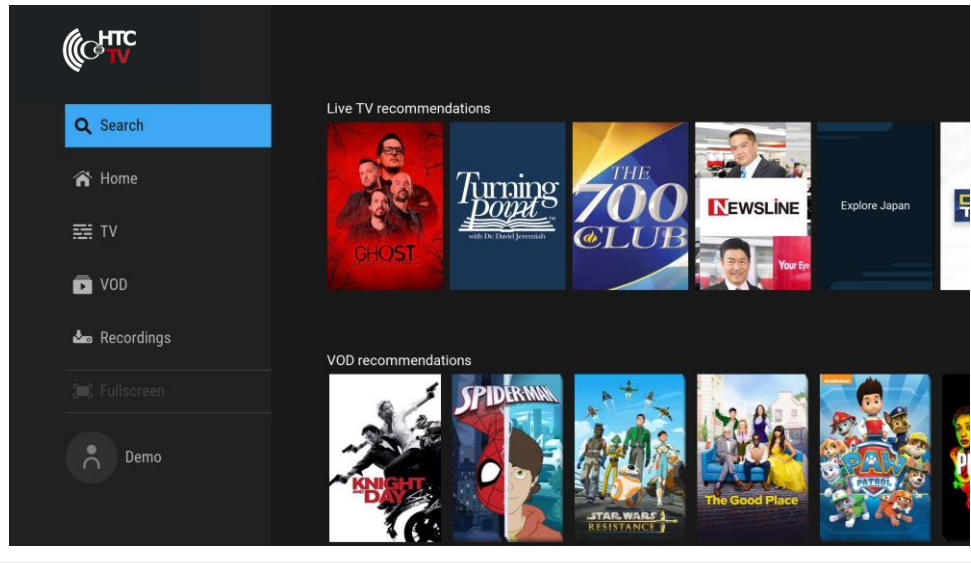 HTC
TV
Search
Home
TV
VOD
Recordings
Fullscreen
Demo
Live TV recommendations
GHOST
Turning
Point
with Dr. David Jeremiah
THE
700
CLUB
NEWSLINE
Your Eye
Explore Japan
VOD recommendations
KNIGHT
AND
DAY
SPIDER-MAN
STAR WARS
RESISTANCE
The Good Place
nickelodeon
PAW
PATROL